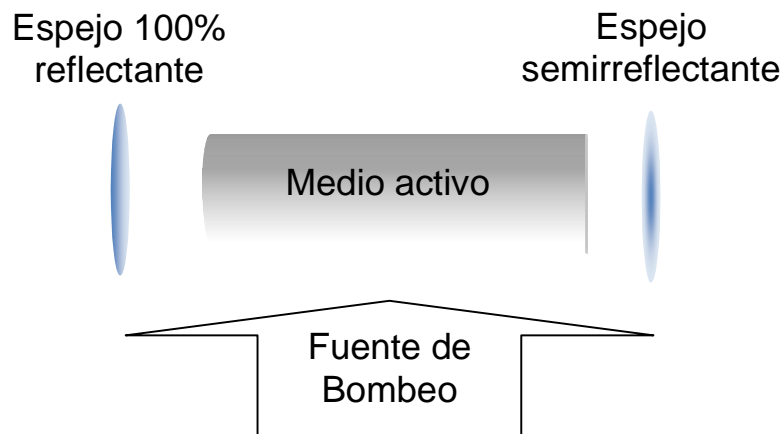 Espejo 100%
reflectante
Espejo
semirreflectante
Medio activo
Fuente de
Bombeo